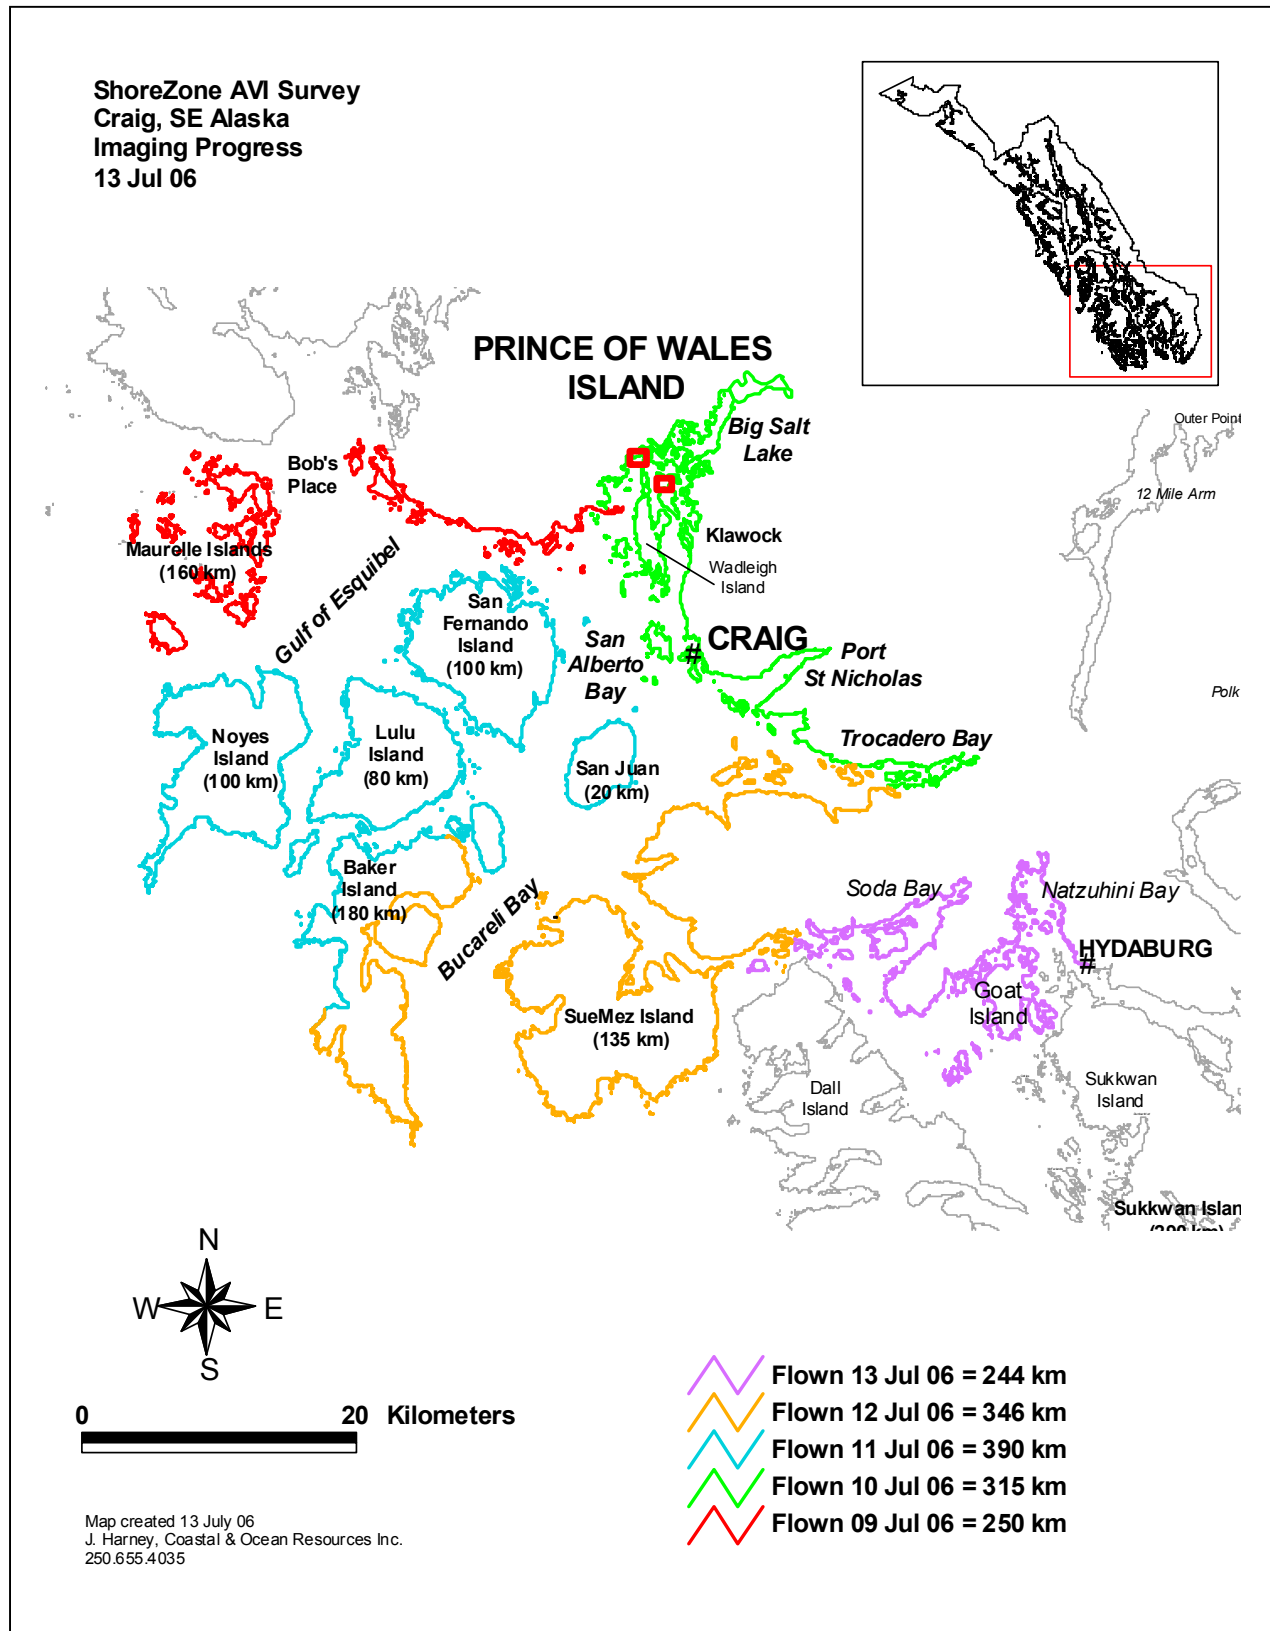 ShoreZone AVI Survey
Craig, SE Alaska
Imaging Progress
13 Jul 06
PRINCE OF WALES
ISLAND
Big Salt
Lake
Outer Point
12 Mile Arm
Bob's
Place
Maurelle Islands
(160 km)
Gulf of Esquibel
Klawock
Wadleigh
Island
San
Fernando
Island
(100 km)
San
Alberto
Bay
# CRAIG
Port
St Nicholas
Polk
Noyes
Island
(100 km)
Lulu
Island
(80 km)
San Juan
(20 km)
Trocadero Bay
Baker
Island
(180 km)
Bucareli Bay
Soda Bay
Natzuhini Bay
HYDABURG
#
Goat
Island
SueMez Island
(135 km)
Dall
Island
Sukkwan
Island
Sukkwan Islan
N
W E
S
0 20 Kilometers
Flown 13 Jul 06 = 244 km
Flown 12 Jul 06 = 346 km
Flown 11 Jul 06 = 390 km
Flown 10 Jul 06 = 315 km
Flown 09 Jul 06 = 250 km
Map created 13 July 06
J. Harney, Coastal & Ocean Resources Inc.
250.655.4035